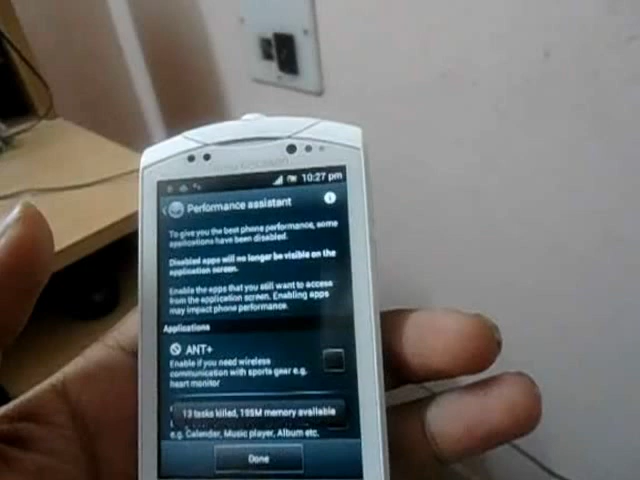 Sony Ericsson
10:27 pm
Performance assistant
To give you the best phone performance, some
applications have been disabled.
Disabled apps will no longer be visible on the
application screen.
Enable the apps that you still want to access
from the application screen. Enabling apps
may impact phone performance.
Applications
ANT+
Enable if you need wireless
communication with sports gear e.g.
heart monitor
13 tasks killed, 195M memory available
e.g. Calendar, Music player, Album etc.
Done